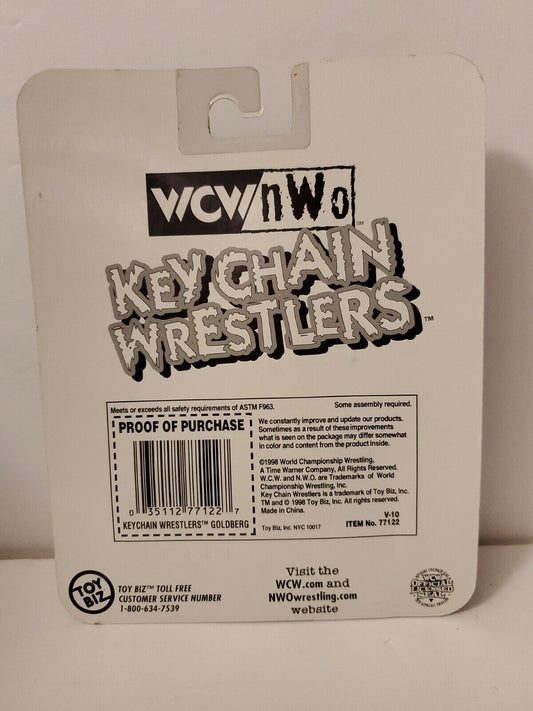 WCW/nWo™
KEY CHAIN
WRESTLERS™
Meets or exceeds all safety requirements of ASTM F963.
Some assembly required.
PROOF OF PURCHASE
0 35112 77122 7
KEYCHAIN WRESTLERS™ GOLDBERG
We constantly improve and update our products.
Sometimes as a result of these improvements
what is seen on the package may differ somewhat
in color and content from the product inside.
©1998 World Championship Wrestling,
A Time Warner Company, All Rights Reserved.
W.C.W. and N.W.O. are Trademarks of World
Championship Wrestling, Inc.
Key Chain Wrestlers is a trademark of Toy Biz, Inc.
TM and © 1998 Toy Biz, Inc. All rights reserved.
Made in China.
V-10
Toy Biz, Inc. NYC 10017
ITEM No. 77122
TOY
BIZ
TOY BIZ™ TOLL FREE
CUSTOMER SERVICE NUMBER
1-800-634-7539
Visit the
WCW.com and
NWOwrestling.com
website
WCW
OFFICIAL
LICENSED
SEAL